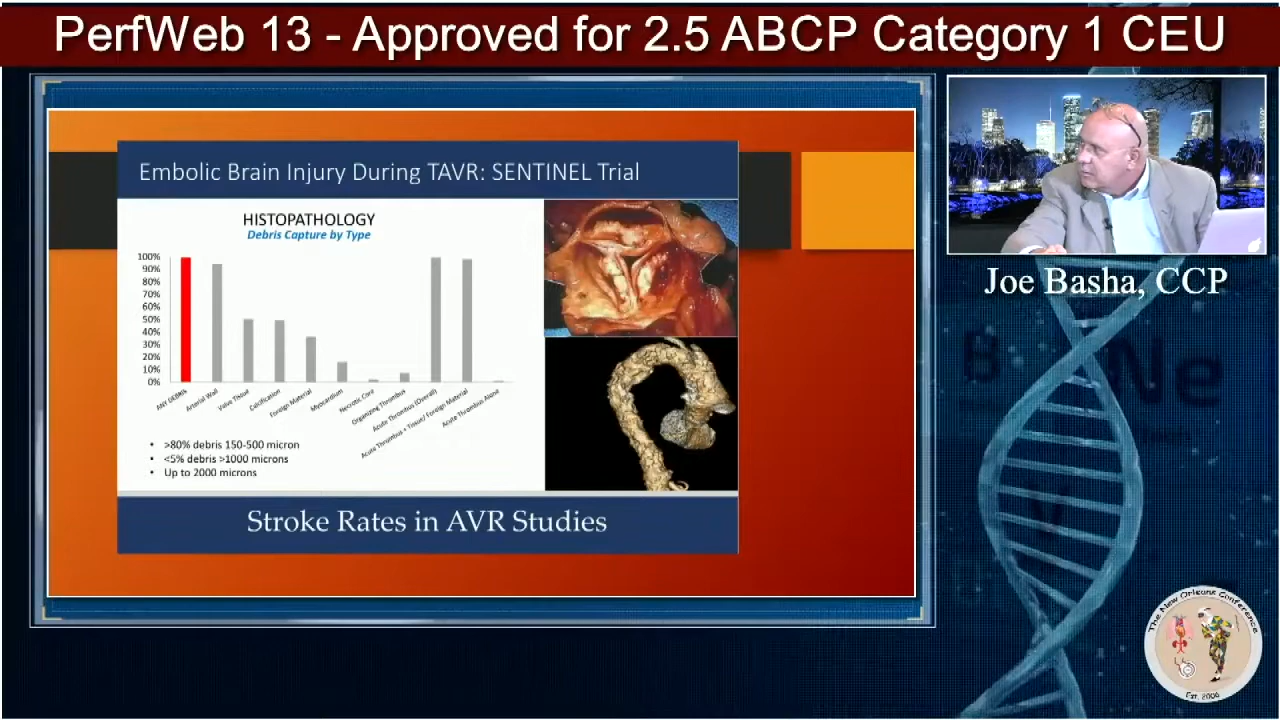 PerfWeb 13 - Approved for 2.5 ABCP Category 1 CEU
Embolic Brain Injury During TAVR: SENTINEL Trial
HISTOPATHOLOGY
Debris Capture by Type
100%
90%
80%
70%
60%
50%
40%
30%
20%
10%
0%
ANY DEBRIS
Arterial Wall
Valve Tissue
Calcification
Foreign Material
Myocardium
Necrotic Core
Organizing Thrombus
Acute Thrombus (Overall)
Acute Thrombus + Tissue/ Foreign Material
Acute Thrombus Alone
• >80% debris 150-500 micron
• <5% debris >1000 microns
• Up to 2000 microns
Stroke Rates in AVR Studies
Joe Basha, CCP
B
Ne
The New Orleans Conference
Est. 2006